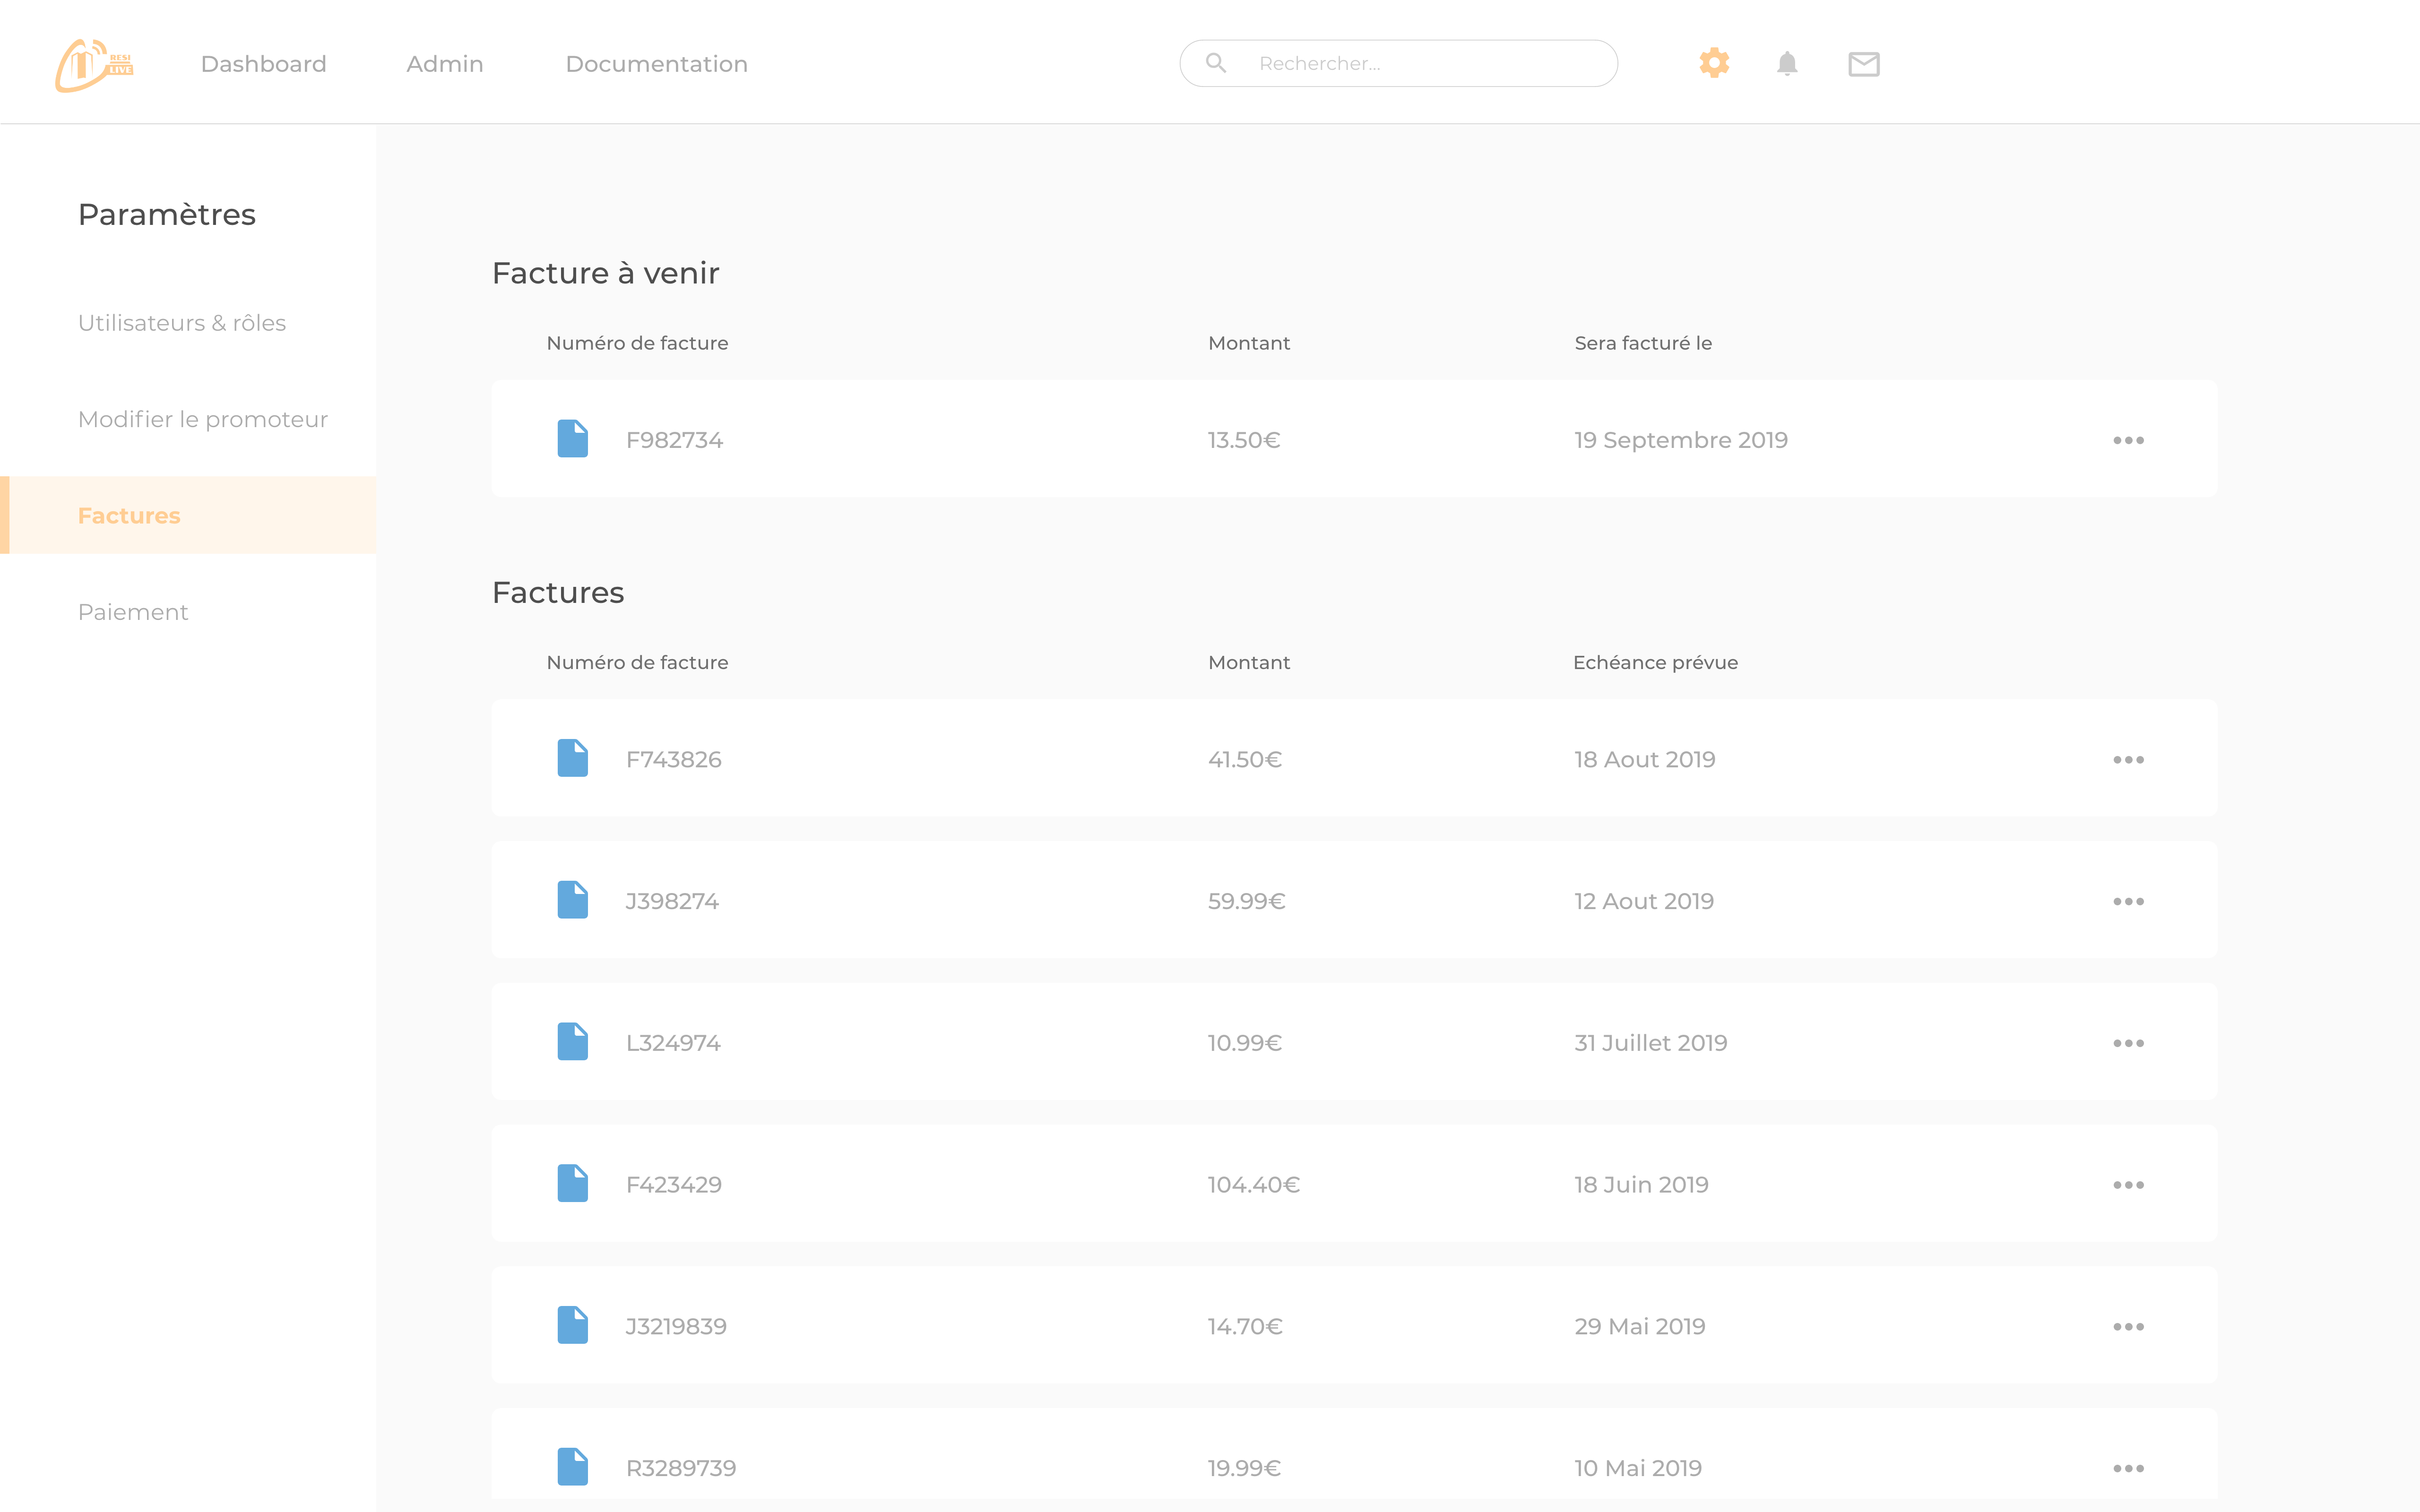 RESI
LIVE
Dashboard Admin Documentation Rechercher...
Paramètres
Utilisateurs & rôles
Modifier le promoteur
Factures
Paiement
Facture à venir
Numéro de facture Montant Sera facturé le
F982734 13.50€ 19 Septembre 2019
Factures
Numéro de facture Montant Echéance prévue
F743826 41.50€ 18 Aout 2019
J398274 59.99€ 12 Aout 2019
L324974 10.99€ 31 Juillet 2019
F423429 104.40€ 18 Juin 2019
J3219839 14.70€ 29 Mai 2019
R3289739 19.99€ 10 Mai 2019